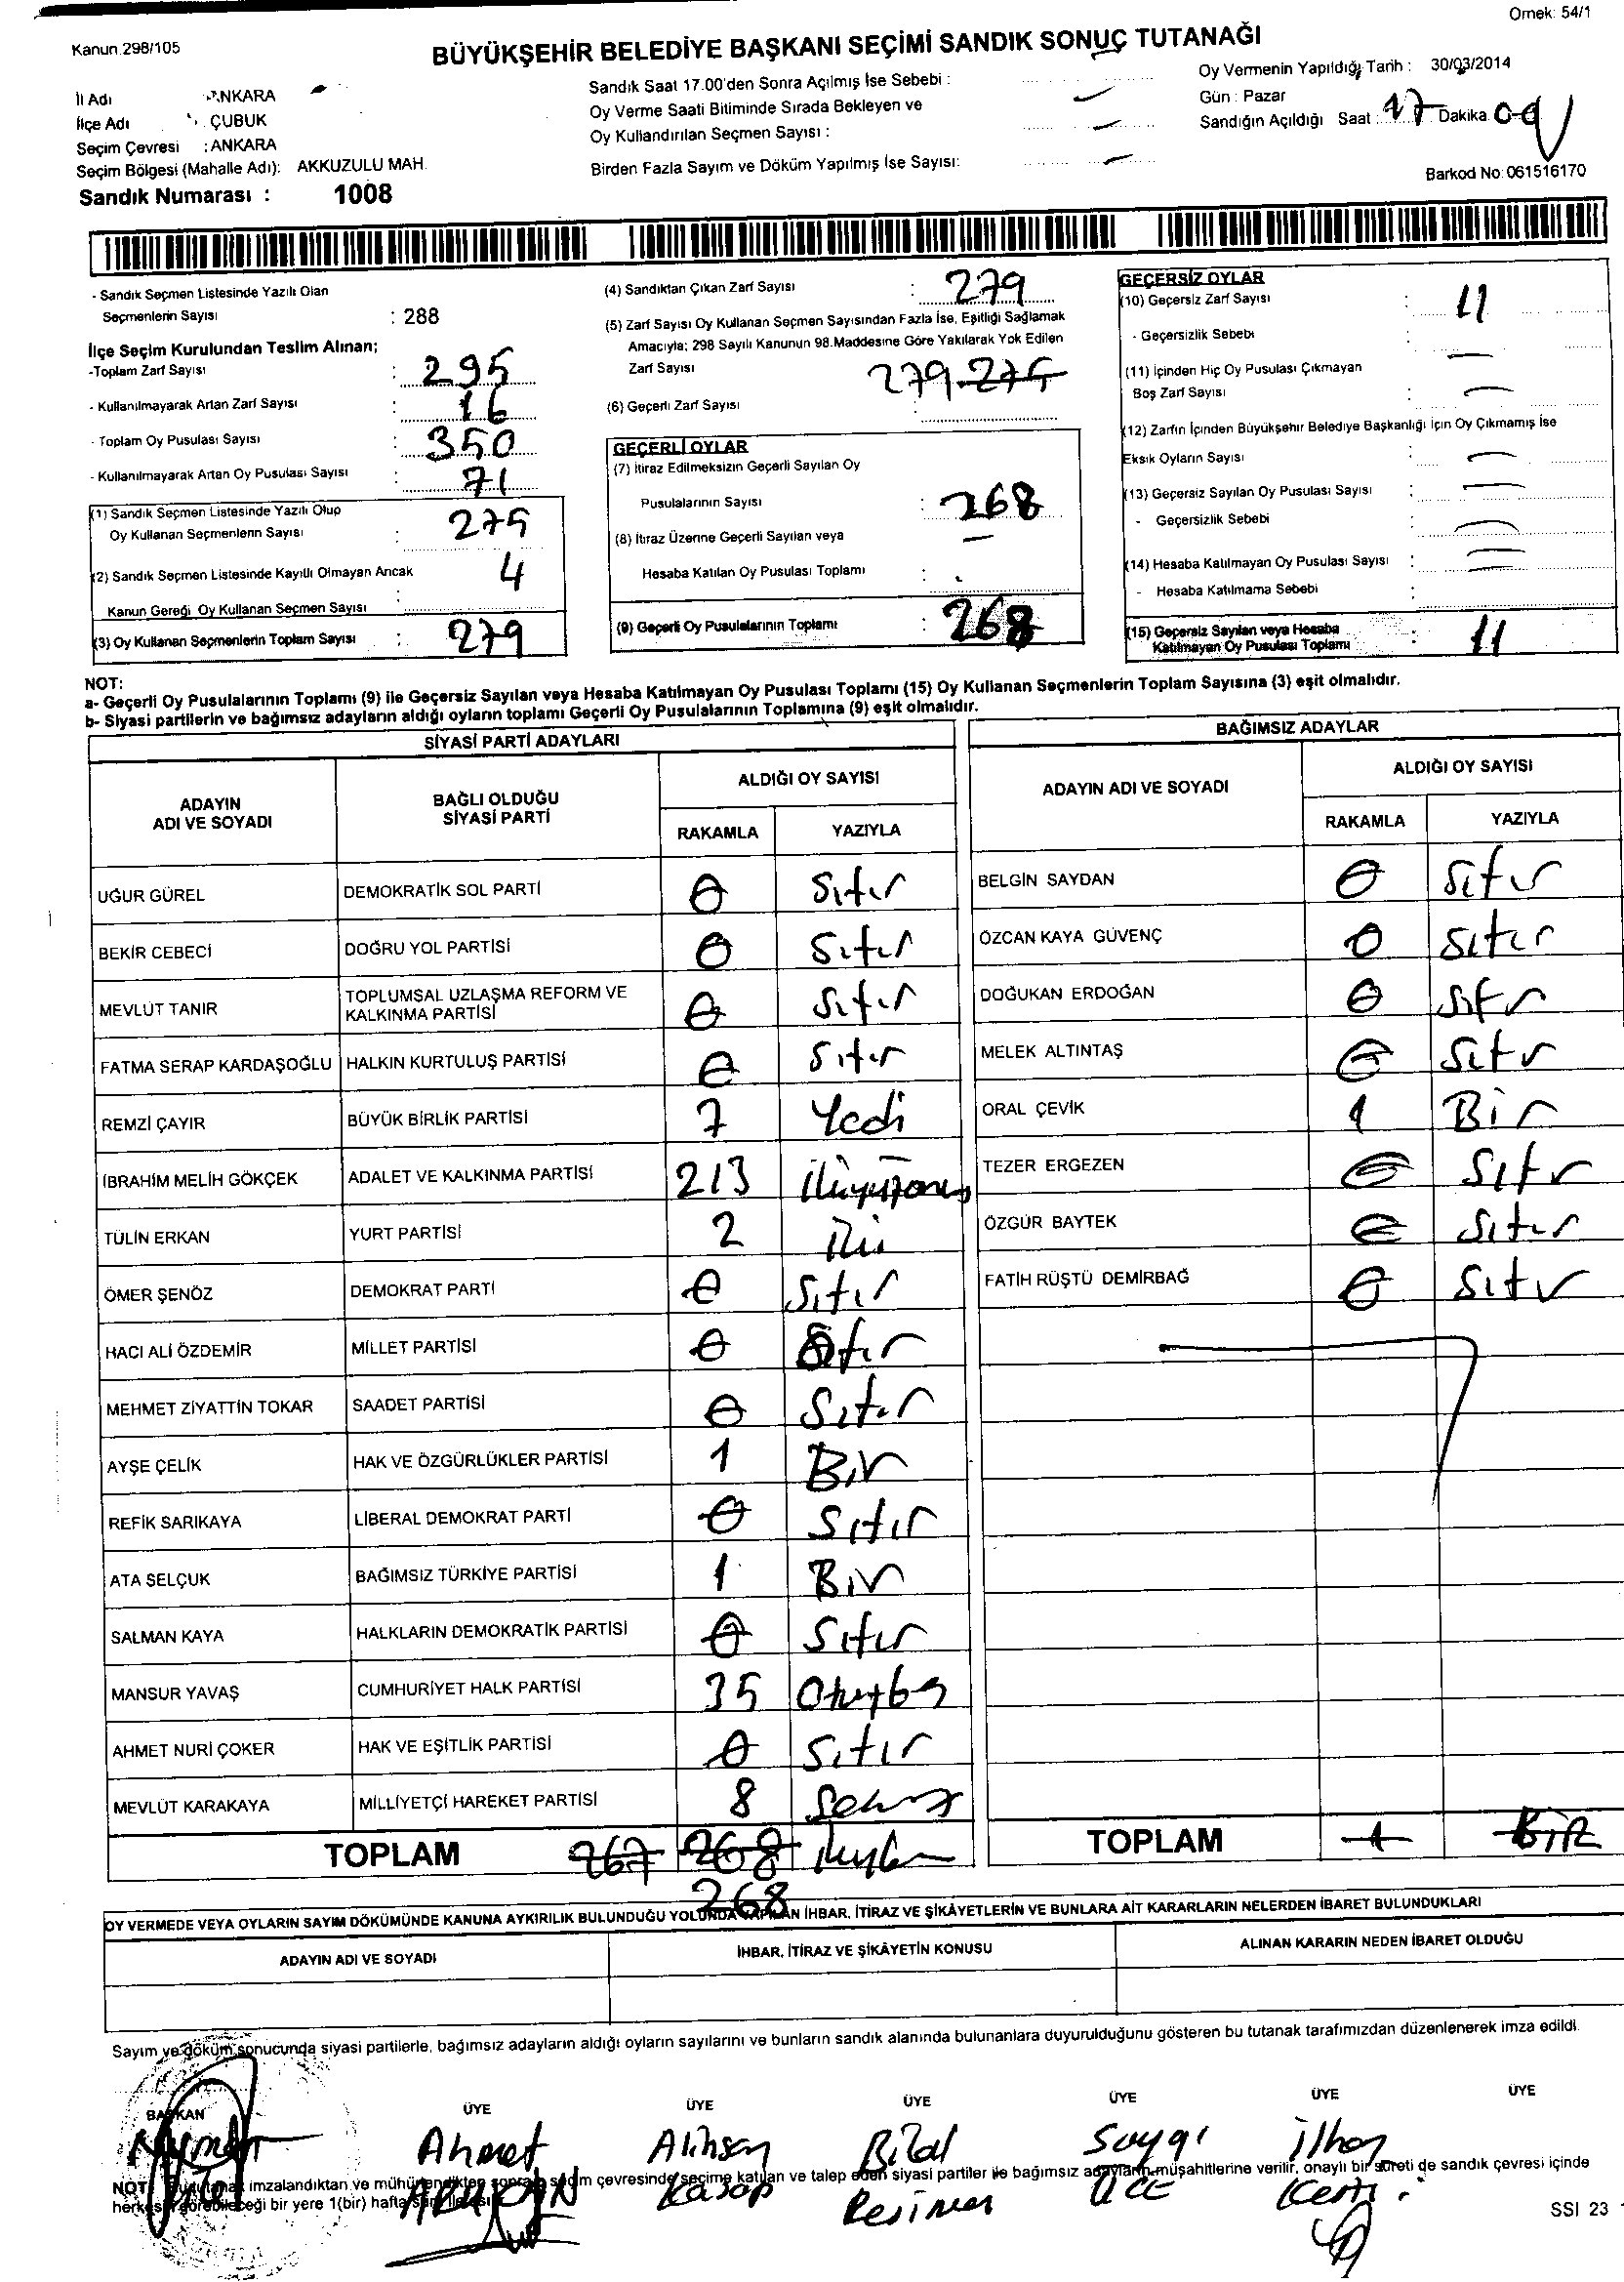 Örnek: 54/1
Kanun 298/105
BÜYÜKŞEHİR BELEDİYE BAŞKANI SEÇİMİ SANDIK SONUÇ TUTANAĞI
İl Adı ANKARA
İlçe Adı ÇUBUK
Seçim Çevresi : ANKARA
Seçim Bölgesi (Mahalle Adı): AKKUZULU MAH.
Sandık Numarası : 1008
Sandık Saat 17.00'den Sonra Açılmış İse Sebebi :
Oy Verme Saati Bitiminde Sırada Bekleyen ve
Oy Kullandırılan Seçmen Sayısı :
Birden Fazla Sayım ve Döküm Yapılmış İse Sayısı:
Oy Vermenin Yapıldığı Tarih : 30/03/2014
Gün : Pazar
Sandığın Açıldığı Saat : 17 Dakika
Barkod No: 061516170
- Sandık Seçmen Listesinde Yazılı Olan
Seçmenlerin Sayısı : 288
İlçe Seçim Kurulundan Teslim Alınan;
-Toplam Zarf Sayısı : 295
- Kullanılmayarak Artan Zarf Sayısı : 16
- Toplam Oy Pusulası Sayısı : 350
- Kullanılmayarak Artan Oy Pusulası Sayısı : 71
(1) Sandık Seçmen Listesinde Yazılı Olup
Oy Kullanan Seçmenlerin Sayısı : 275
(2) Sandık Seçmen Listesinde Kayıtlı Olmayan Ancak
Kanun Gereği Oy Kullanan Seçmen Sayısı : 4
(3) Oy Kullanan Seçmenlerin Toplam Sayısı : 279
(4) Sandıktan Çıkan Zarf Sayısı : 279
(5) Zarf Sayısı Oy Kullanan Seçmen Sayısından Fazla İse, Eşitliği Sağlamak
Amacıyla; 298 Sayılı Kanunun 98.Maddesine Göre Yakılarak Yok Edilen
Zarf Sayısı
279 275
(6) Geçerli Zarf Sayısı :
GEÇERLİ OYLAR
(7) İtiraz Edilmeksizin Geçerli Sayılan Oy
Pusulalarının Sayısı : 268
(8) İtiraz Üzerine Geçerli Sayılan veya
Hesaba Katılan Oy Pusulası Toplamı : –
(9) Geçerli Oy Pusulalarının Toplamı : 268
GEÇERSİZ OYLAR
(10) Geçersiz Zarf Sayısı : 11
- Geçersizlik Sebebi
(11) İçinden Hiç Oy Pusulası Çıkmayan
Boş Zarf Sayısı : –
(12) Zarfın İçinden Büyükşehir Belediye Başkanlığı İçin Oy Çıkmamış İse
Eksik Oyların Sayısı : –
(13) Geçersiz Sayılan Oy Pusulası Sayısı : –
- Geçersizlik Sebebi
(14) Hesaba Katılmayan Oy Pusulası Sayısı : –
- Hesaba Katılmama Sebebi :
(15) Geçersiz Sayılan veya Hesaba
Katılmayan Oy Pusulası Toplamı : 11
NOT:
a- Geçerli Oy Pusulalarının Toplamı (9) ile Geçersiz Sayılan veya Hesaba Katılmayan Oy Pusulası Toplamı (15) Oy Kullanan Seçmenlerin Toplam Sayısına (3) eşit olmalıdır.
b- Siyasi partilerin ve bağımsız adayların aldığı oyların toplamı Geçerli Oy Pusulalarının Toplamına (9) eşit olmalıdır.
SİYASİ PARTİ ADAYLARI
ADAYIN ADI VE SOYADI BAĞLI OLDUĞU SİYASİ PARTİ ALDIĞI OY SAYISI
RAKAMLA YAZIYLA
UĞUR GÜREL DEMOKRATİK SOL PARTİ 0 Sıfır
BEKİR CEBECİ DOĞRU YOL PARTİSİ 0 Sıfır
MEVLÜT TANIR TOPLUMSAL UZLAŞMA REFORM VE KALKINMA PARTİSİ 0 Sıfır
FATMA SERAP KARDAŞOĞLU HALKIN KURTULUŞ PARTİSİ 0 Sıfır
REMZİ ÇAYIR BÜYÜK BİRLİK PARTİSİ 7 Yedi
İBRAHİM MELİH GÖKÇEK ADALET VE KALKINMA PARTİSİ 213
TÜLİN ERKAN YURT PARTİSİ 2 iki
ÖMER ŞENÖZ DEMOKRAT PARTİ 0 Sıfır
HACI ALİ ÖZDEMİR MİLLET PARTİSİ 0 Sıfır
MEHMET ZİYATTİN TOKAR SAADET PARTİSİ 0 Sıfır
AYŞE ÇELİK HAK VE ÖZGÜRLÜKLER PARTİSİ 1 Bir
REFİK SARIKAYA LİBERAL DEMOKRAT PARTİ 0 Sıfır
ATA SELÇUK BAĞIMSIZ TÜRKİYE PARTİSİ 1 Bir
SALMAN KAYA HALKLARIN DEMOKRATİK PARTİSİ 0 Sıfır
MANSUR YAVAŞ CUMHURİYET HALK PARTİSİ 35 Otuzbeş
AHMET NURİ ÇOKER HAK VE EŞİTLİK PARTİSİ 0 Sıfır
MEVLÜT KARAKAYA MİLLİYETÇİ HAREKET PARTİSİ 8 Sekiz
TOPLAM 267 268
268
BAĞIMSIZ ADAYLAR
ADAYIN ADI VE SOYADI ALDIĞI OY SAYISI
RAKAMLA YAZIYLA
BELGİN SAYDAN 0 Sıfır
ÖZCAN KAYA GÜVENÇ 0 Sıfır
DOĞUKAN ERDOĞAN 0 Sıfır
MELEK ALTINTAŞ 0 Sıfır
ORAL ÇEVİK 1 Bir
TEZER ERGEZEN 0 Sıfır
ÖZGÜR BAYTEK 0 Sıfır
FATİH RÜŞTÜ DEMİRBAĞ 0 Sıfır
TOPLAM 1 BİR
OY VERMEDE VEYA OYLARIN SAYIM DÖKÜMÜNDE KANUNA AYKIRILIK BULUNDUĞU YOLUNDA YAPILAN İHBAR, İTİRAZ VE ŞİKÂYETLERİN VE BUNLARA AİT KARARLARIN NELERDEN İBARET BULUNDUKLARI
ADAYIN ADI VE SOYADI İHBAR, İTİRAZ VE ŞİKÂYETİN KONUSU ALINAN KARARIN NEDEN İBARET OLDUĞU
Sayım ve döküm sonucunda siyasi partilerle, bağımsız adayların aldığı oyların sayılarını ve bunların sandık alanında bulunanlara duyurulduğunu gösteren bu tutanak tarafımızdan düzenlenerek imza edildi.
BAŞKAN ÜYE ÜYE ÜYE ÜYE ÜYE ÜYE
Ahmet Alihsan Bilal Saygı İlhan
NOT: Bu tutanak imzalandıktan ve mühürlendikten sonra seçim çevresinde seçime katılan ve talep eden siyasi partiler ile bağımsız adayların müşahitlerine verilir, onaylı bir sureti de sandık çevresi içinde
herkesin görebileceği bir yere 1(bir) hafta
Kasap
SSI 23